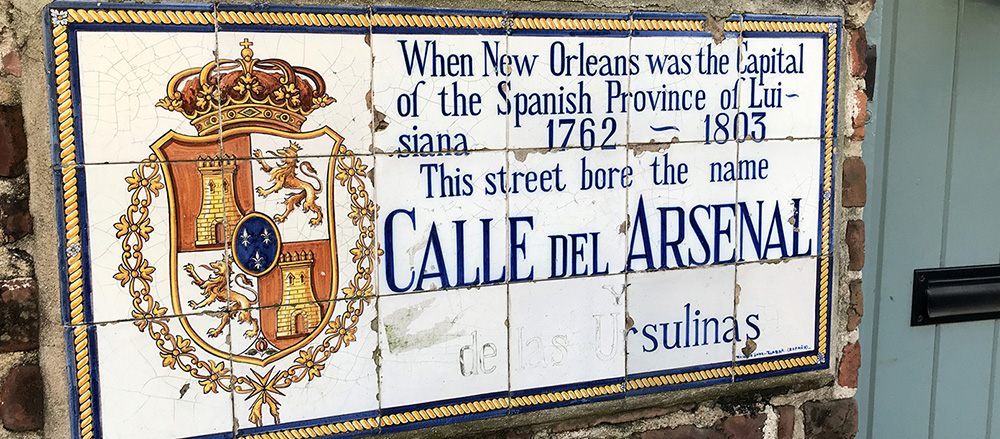 When New Orleans was the Capital
of the Spanish Province of Lui~
siana 1762 ~ 1803
This street bore the name
CALLE DEL ARSENAL
de las Ursulinas